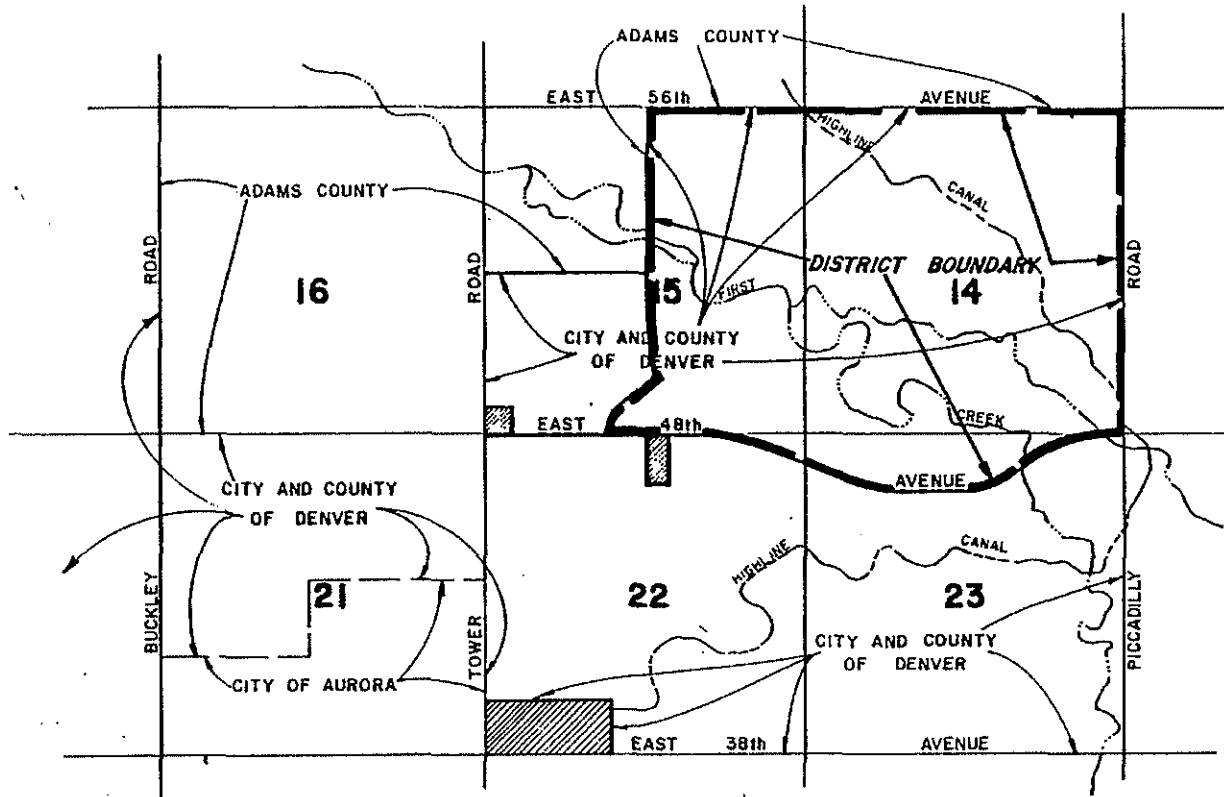 ADAMS COUNTY
EAST 56th AVENUE
HIGHLINE
CANAL
ADAMS COUNTY
ROAD
ROAD
ROAD
DISTRICT BOUNDARY
16
15
FIRST
14
CITY AND COUNTY
OF DENVER
CREEK
EAST 48th
AVENUE
CITY AND COUNTY
OF DENVER
HIGHLINE
CANAL
BUCKLEY
21
22
23
TOWER
PICCADILLY
CITY AND COUNTY
OF DENVER
CITY OF AURORA
EAST 38th AVENUE